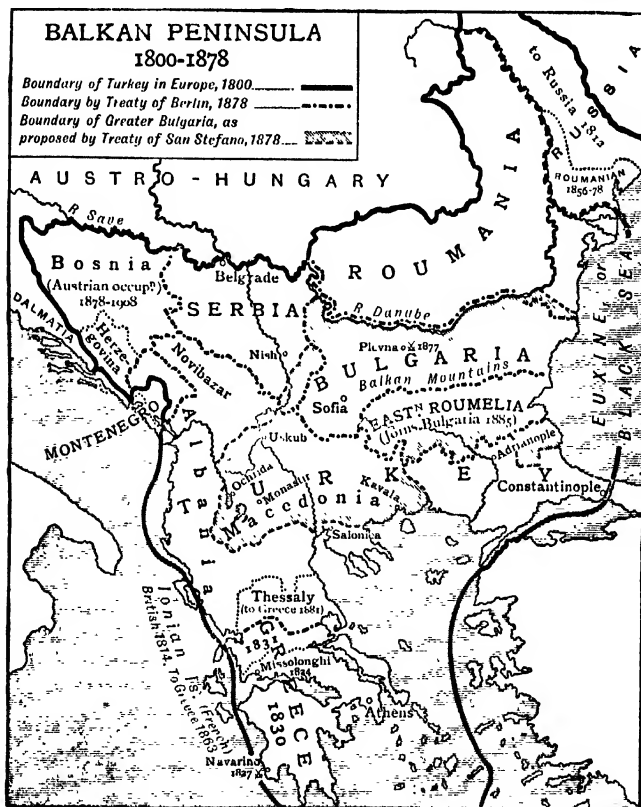 BALKAN PENINSULA
1800-1878
Boundary of Turkey in Europe, 1800
Boundary by Treaty of Berlin, 1878
Boundary of Greater Bulgaria, as
proposed by Treaty of San Stefano, 1878
to Russia 1812
RUSSIA
ROUMANIAN
1856-78
AUSTRO-HUNGARY
R. Save
ROUMANIA
Bosnia
(Austrian occupn.)
1878-1908
Belgrade
SERBIA
R. Danube
EUXINE, or
BLACK SEA
DALMATIA
Herze-
govina
Novibazar
Nish
Plevna 1877
BULGARIA
Balkan Mountains
Sofia
EASTN ROUMELIA
(Joins Bulgaria 1885)
MONTENEGRO
Uskub
Adrianople
Albania
TURKEY
Ochrida
Monastir
Kavala
Macedonia
Constantinople
Salonica
Thessaly
(to Greece 1881)
Ionian Is. (French)
British 1814. To Greece 1863
GREECE
1830
Missolonghi
Athens
Navarino
1827